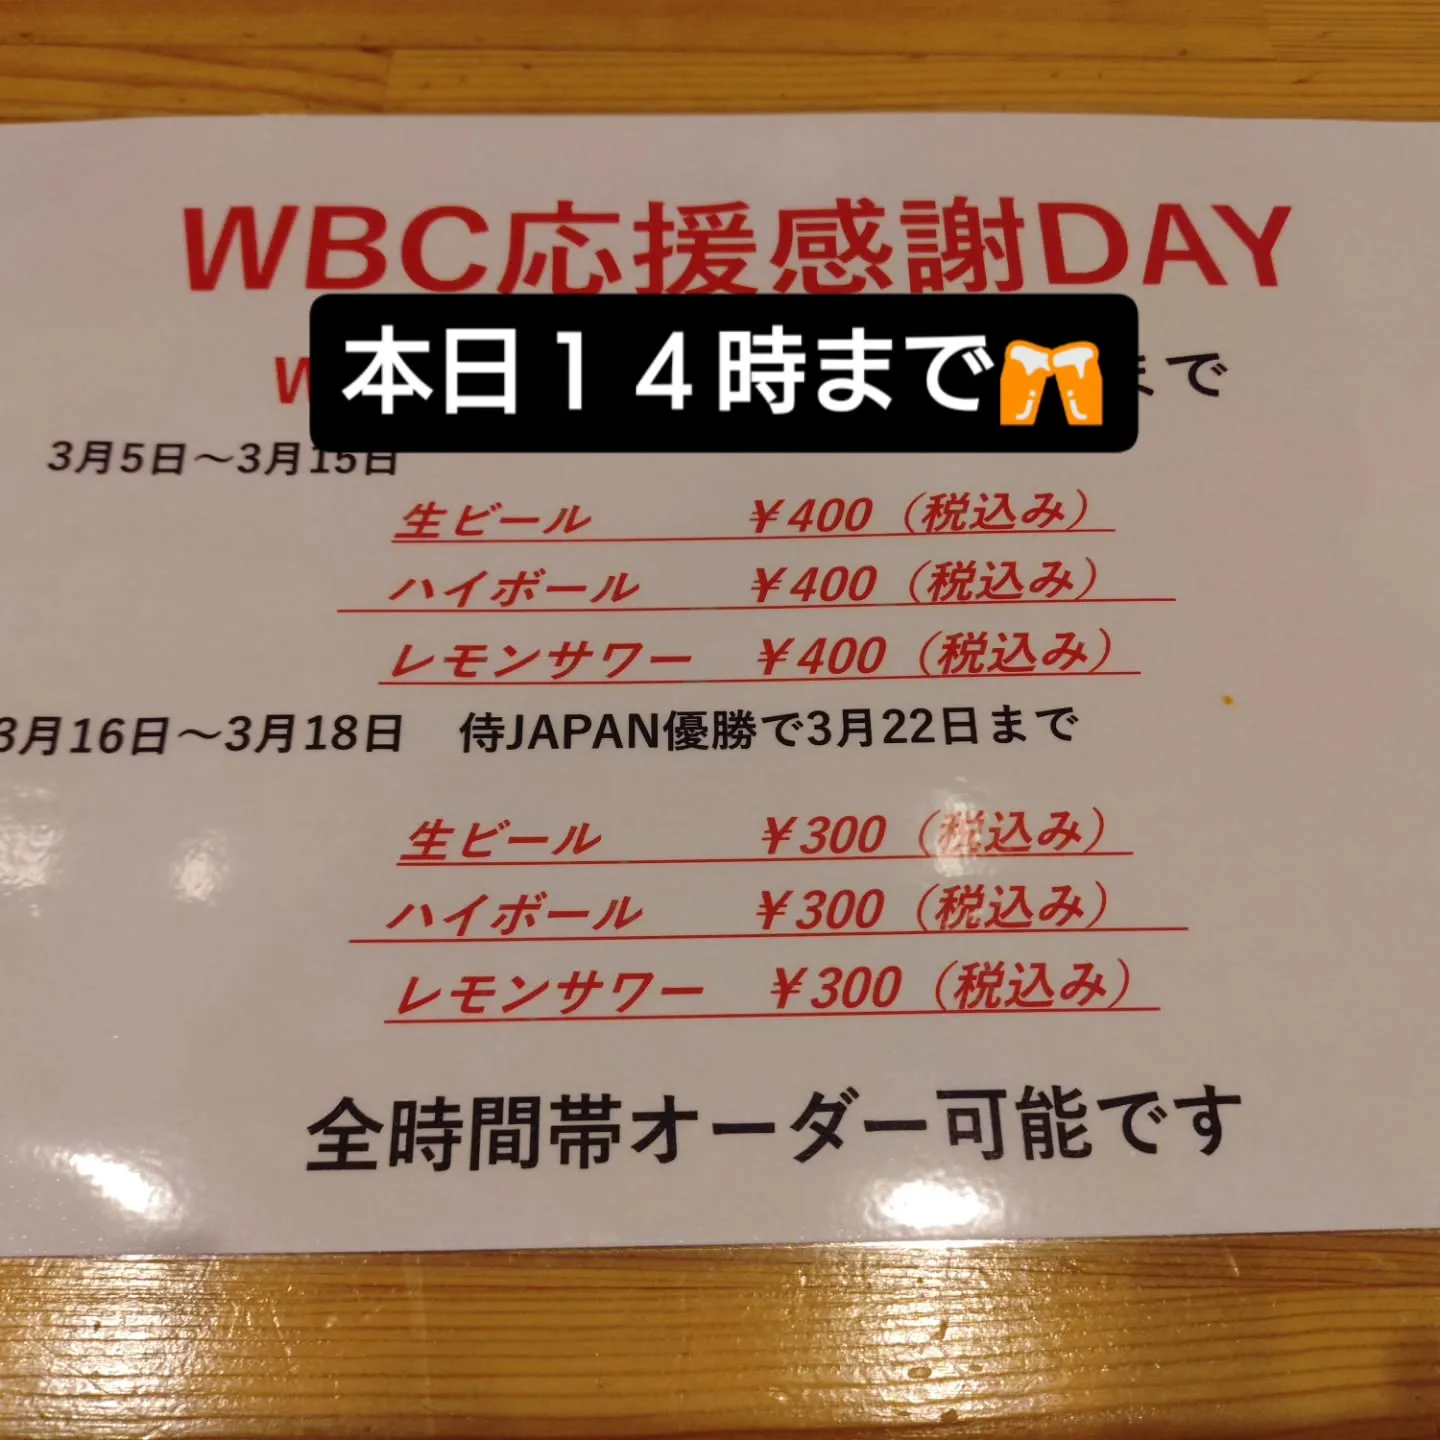 WBC応援感謝DAY
本日１４時まで🍻
W まで
3月5日～3月15日
生ビール ￥400（税込み）
ハイボール ￥400（税込み）
レモンサワー ￥400（税込み）
3月16日～3月18日 侍JAPAN優勝で3月22日まで
生ビール ￥300（税込み）
ハイボール ￥300（税込み）
レモンサワー ￥300（税込み）
全時間帯オーダー可能です